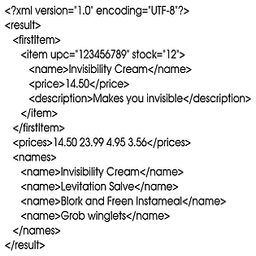 <?xml version="1.0" encoding="UTF-8"?>
<result>
<firstItem>
<item upc="123456789" stock="12">
<name>Invisibility Cream</name>
<price>14.50</price>
<description>Makes you invisible</description>
</item>
</firstItem>
<prices>14.50 23.99 4.95 3.56</prices>
<names>
<name>Invisibility Cream</name>
<name>Levitation Salve</name>
<name>Blork and Freen Instameal</name>
<name>Grob winglets</name>
</names>
</result>